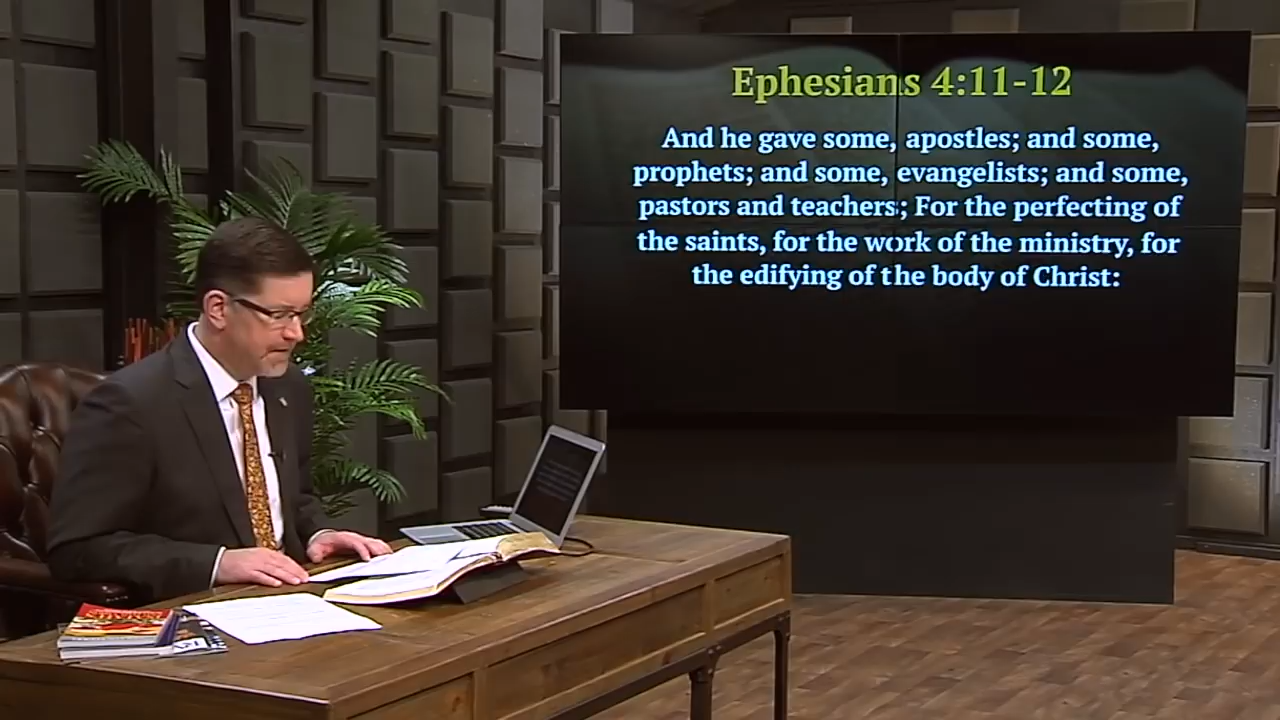 Ephesians 4:11-12
And he gave some, apostles; and some,
prophets; and some, evangelists; and some,
pastors and teachers; For the perfecting of
the saints, for the work of the ministry, for
the edifying of the body of Christ: